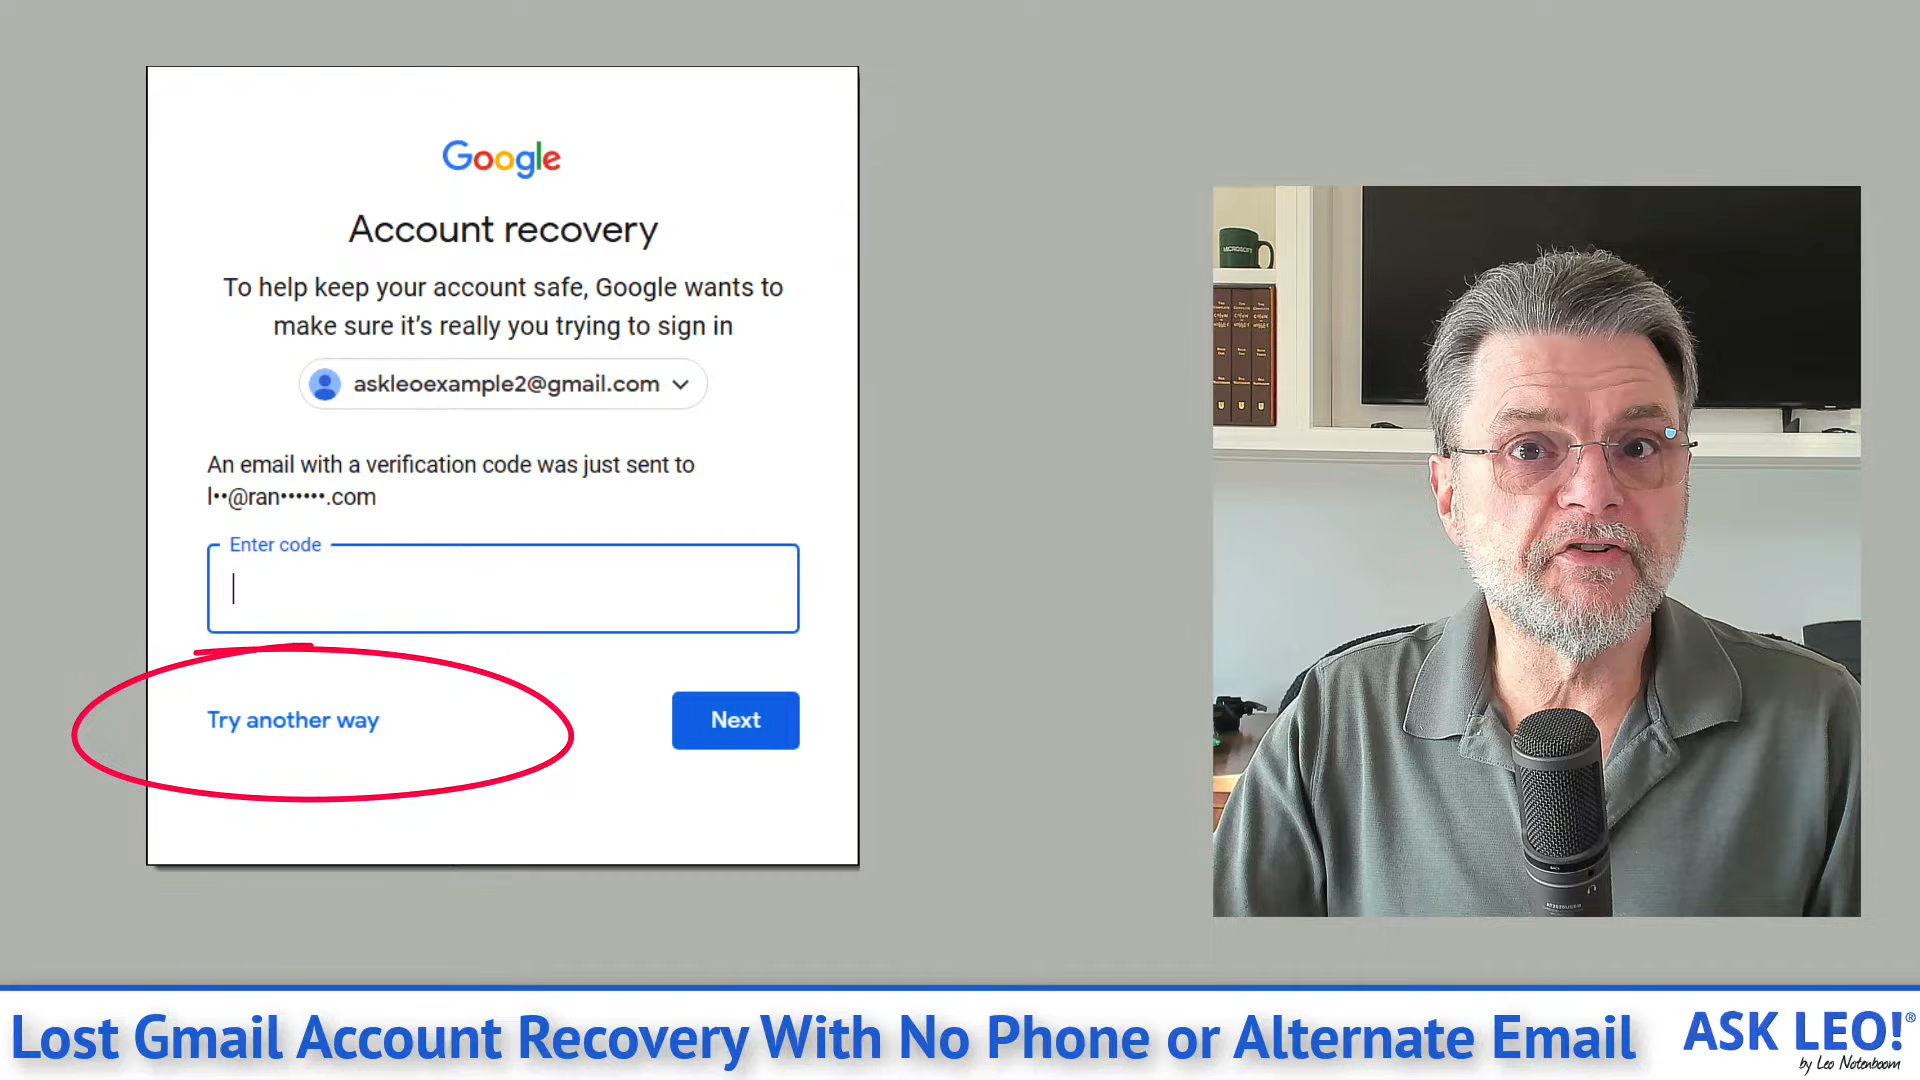 Google
Account recovery
To help keep your account safe, Google wants to
make sure it’s really you trying to sign in
askleoexample2@gmail.com
An email with a verification code was just sent to
l••@ran••••••.com
Enter code
Try another way
Next
MICROSOFT
Lost Gmail Account Recovery With No Phone or Alternate Email
ASK LEO!®
by Leo Notenboom